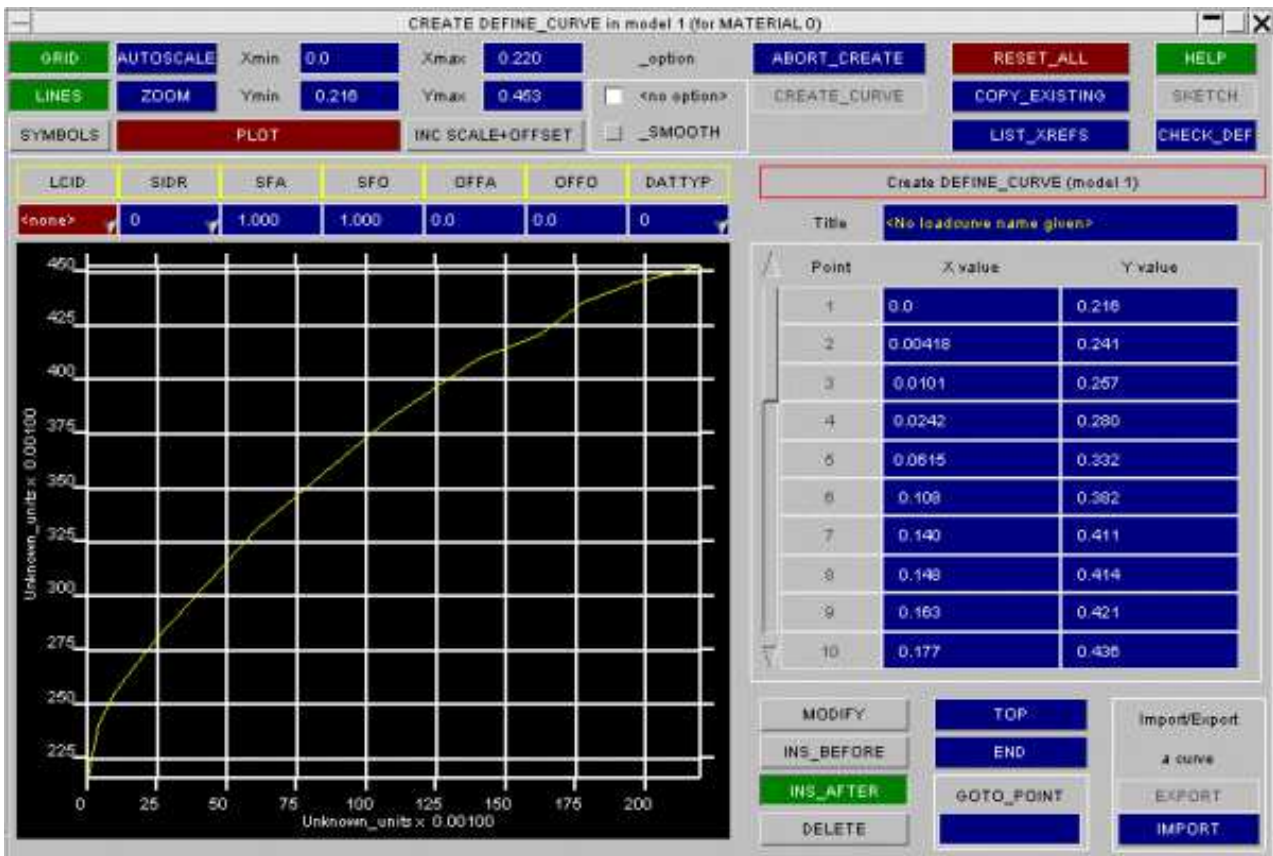 CREATE DEFINE_CURVE in model 1 (for MATERIAL 0)
GRID AUTOSCALE Xmin 0.0 Xmax 0.220 _option ABORT_CREATE RESET_ALL HELP
LINES ZOOM Ymin 0.216 Ymax 0.453 <no option> CREATE_CURVE COPY_EXISTING SKETCH
SYMBOLS PLOT INC SCALE+OFFSET _SMOOTH LIST_XREFS CHECK_DEF
LCID SIDR SFA SFO OFFA OFFO DATTYP
<none> 0 1.000 1.000 0.0 0.0 0
450
425
400
375
350
325
300
275
250
225
Unknown_units x 0.00100
0 25 50 75 100 125 150 175 200
Unknown_units x 0.00100
Create DEFINE_CURVE (model 1)
Title <No loadcurve name given>
Point X value Y value
1 0.0 0.216
2 0.00418 0.241
3 0.0101 0.257
4 0.0242 0.280
5 0.0615 0.332
6 0.108 0.382
7 0.140 0.411
8 0.148 0.414
9 0.163 0.421
10 0.177 0.436
MODIFY TOP Import/Export
INS_BEFORE END a curve
INS_AFTER GOTO_POINT EXPORT
DELETE IMPORT